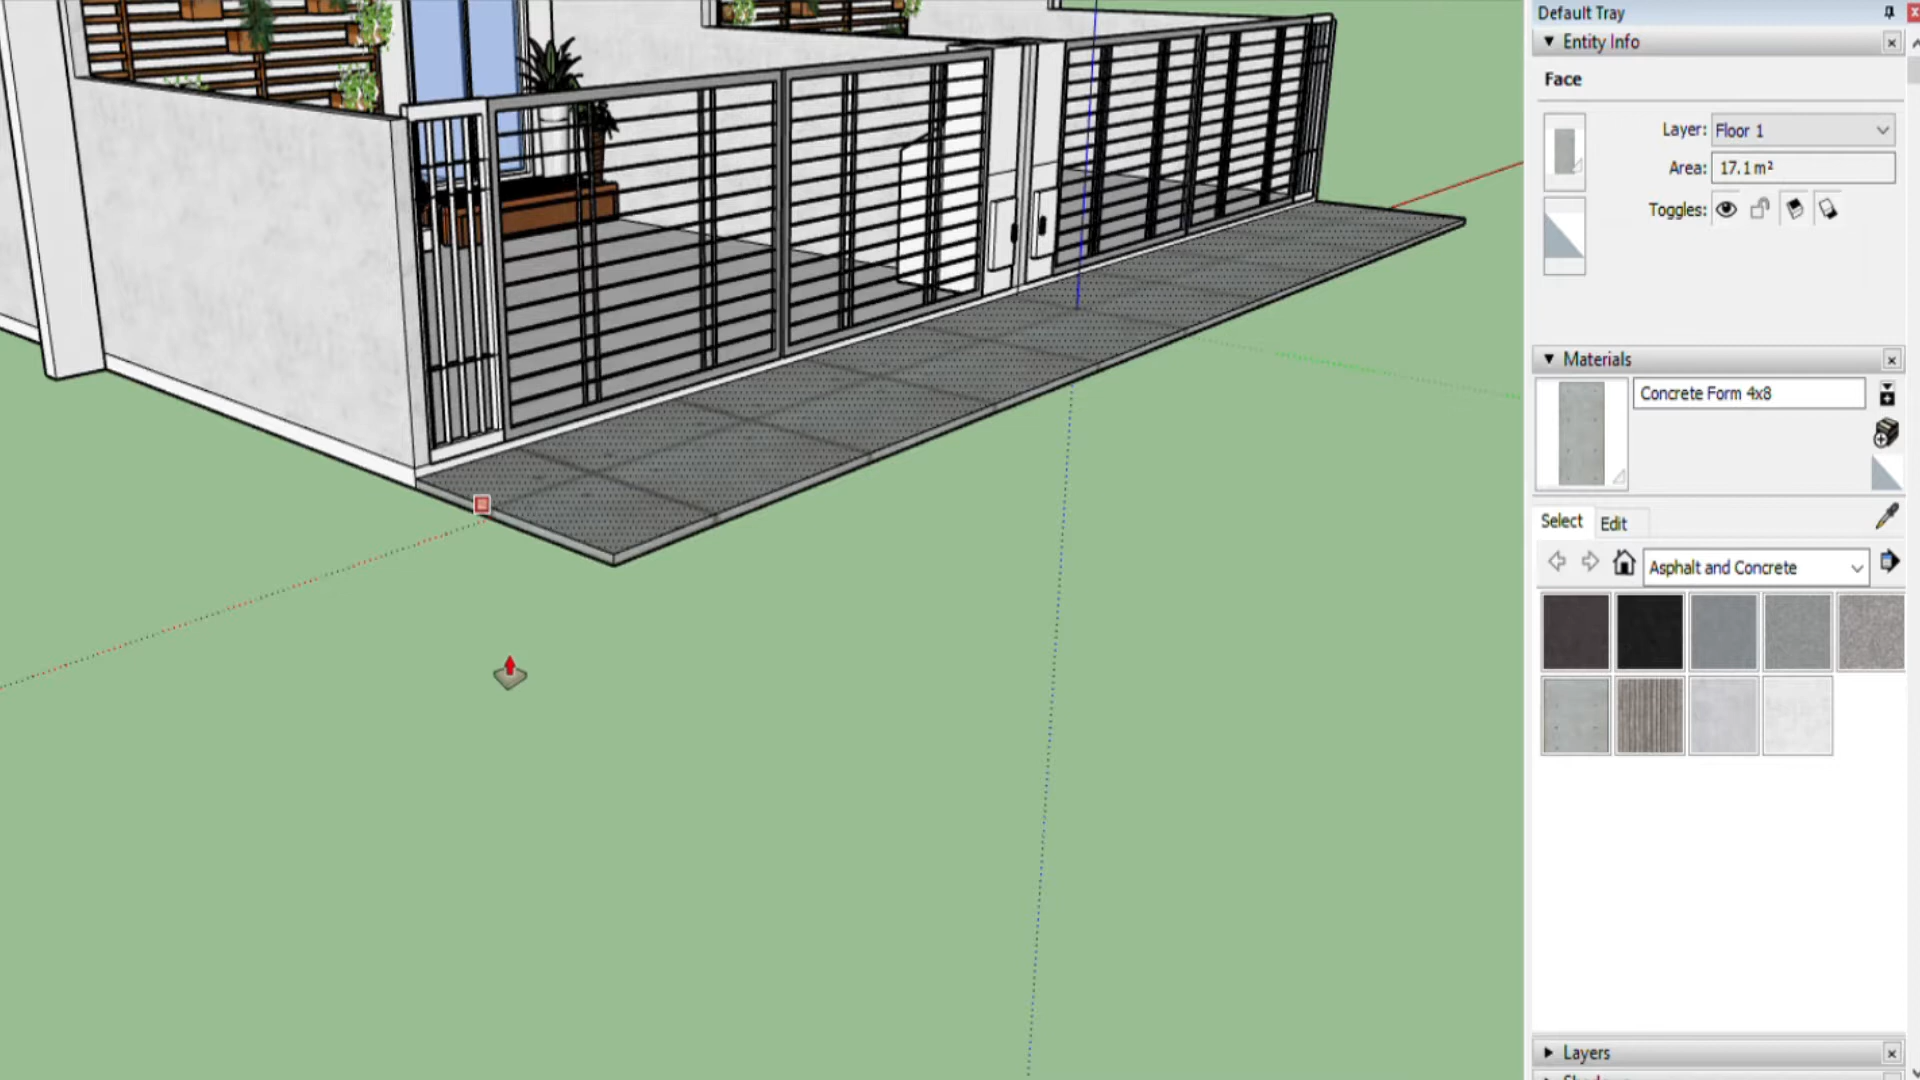 Default Tray
Entity Info
Face
Layer: Floor 1
Area: 17.1 m²
Toggles:
Materials
Concrete Form 4x8
Select Edit
Asphalt and Concrete
Layers